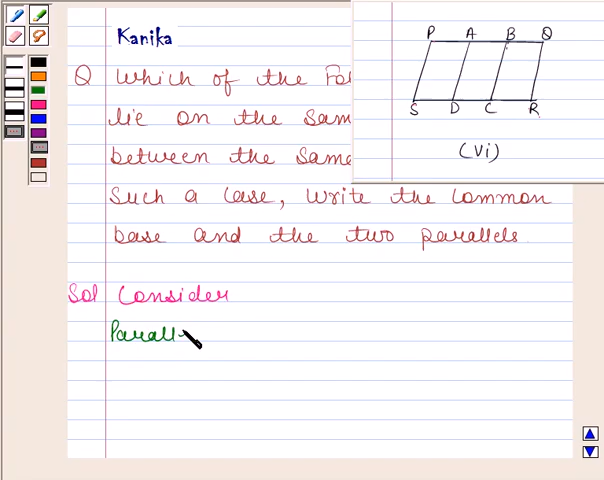 Kanika
Q Which of the Fo
lie on the Sam
between the Same
Such a Case, Write the Common
base and the two parallels
P A B Q
S D C R
(Vi)
Sol Consider
Parall